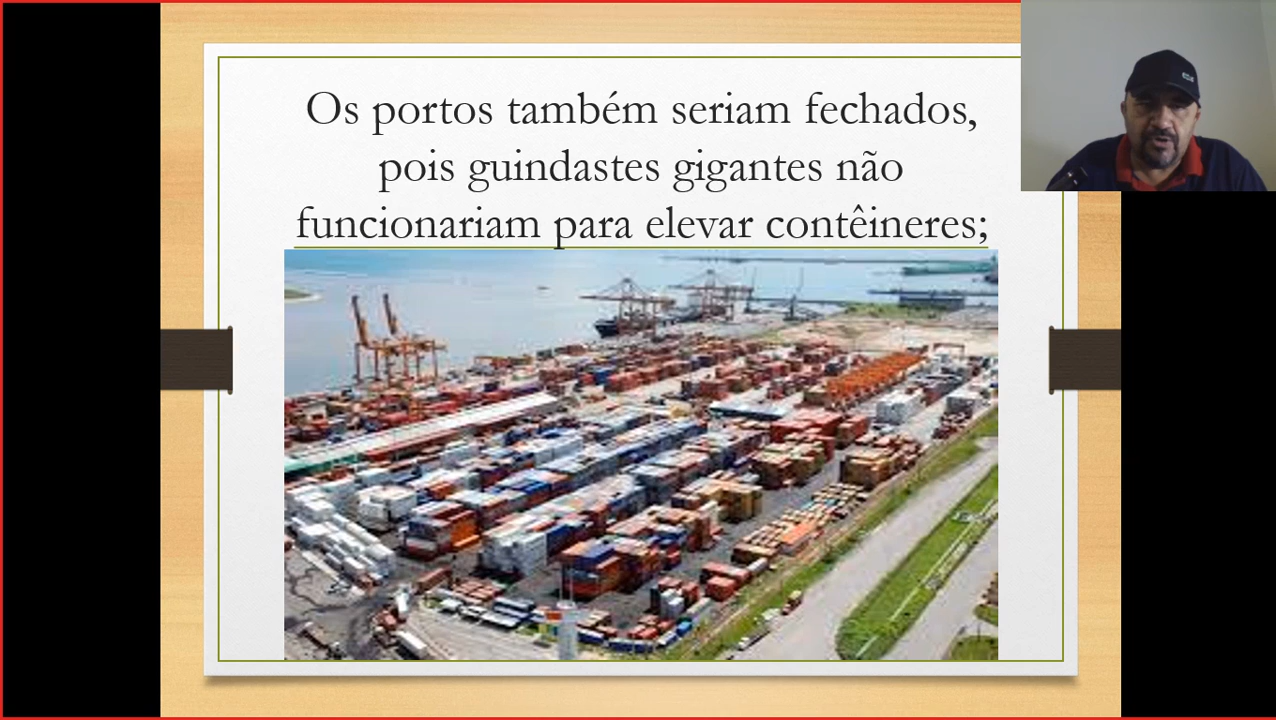 Os portos também seriam fechados,
pois guindastes gigantes não
funcionariam para elevar contêineres;